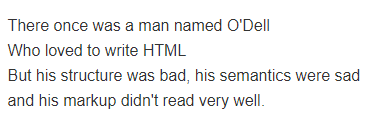 There once was a man named O'Dell
Who loved to write HTML
But his structure was bad, his semantics were sad
and his markup didn't read very well.